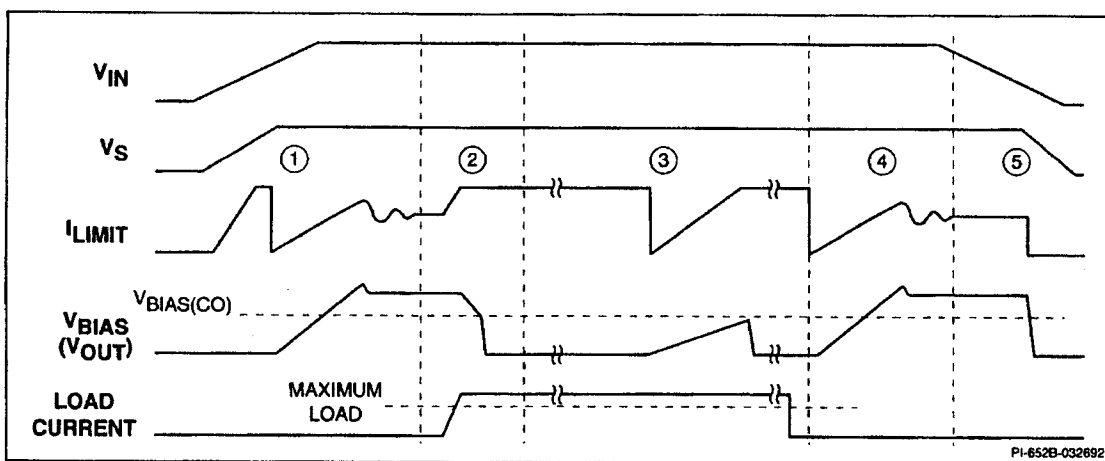 VIN
VS
① ② ③ ④ ⑤
ILIMIT
VBIAS(CO)
VBIAS
(VOUT)
MAXIMUM
LOAD
LOAD
CURRENT
PI-652B-032692